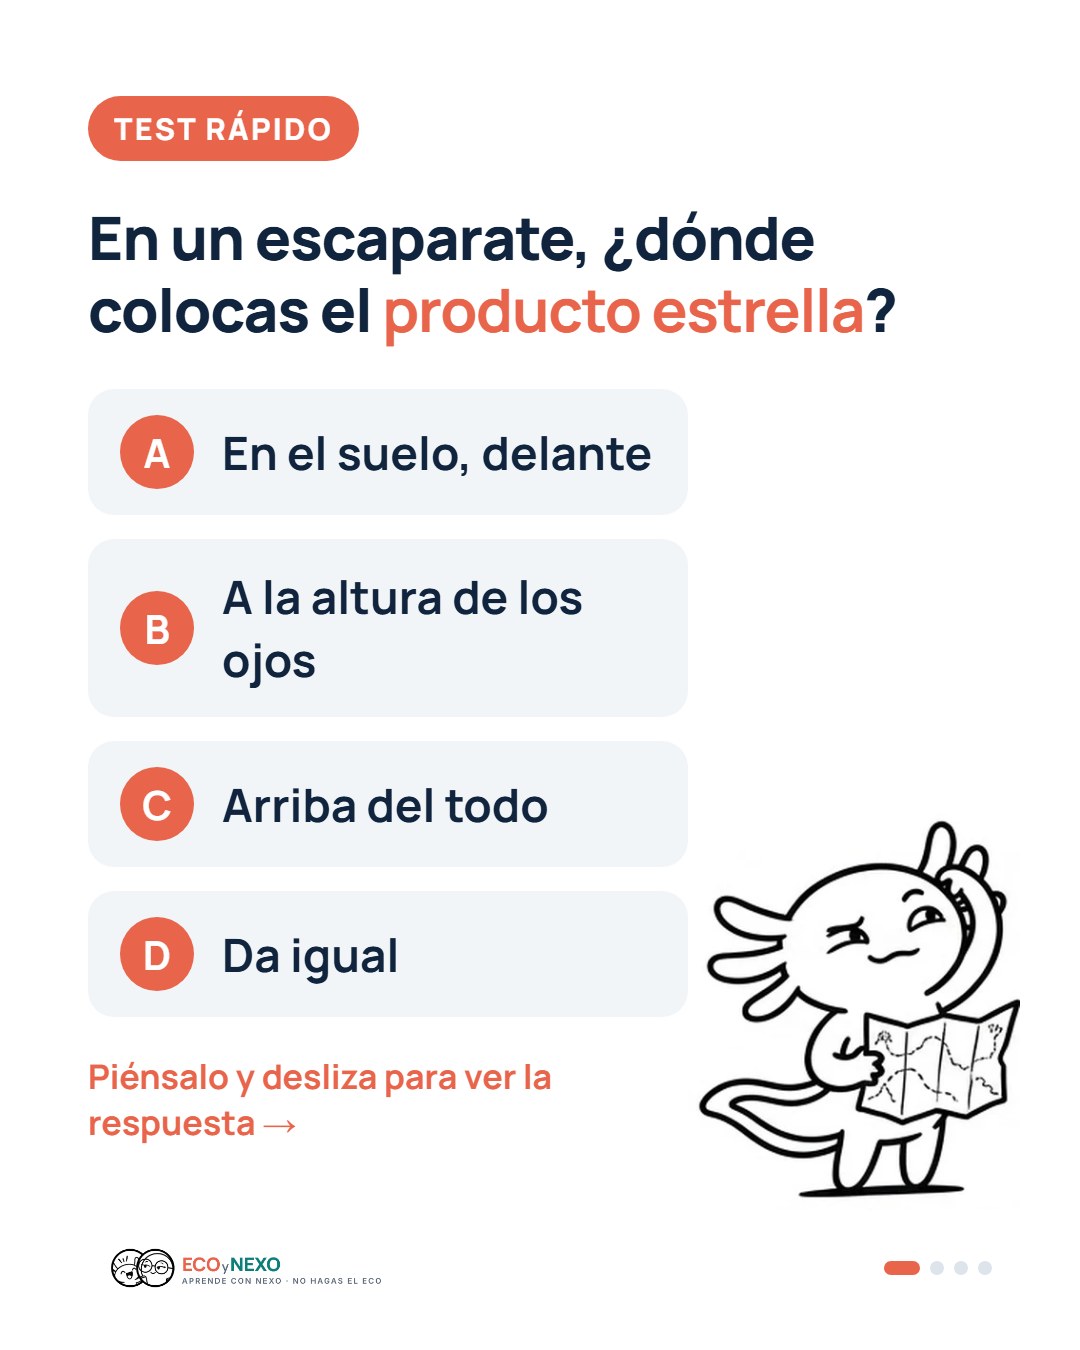 TEST RÁPIDO
En un escaparate, ¿dónde
colocas el producto estrella?
A En el suelo, delante
B A la altura de los
ojos
C Arriba del todo
D Da igual
Piénsalo y desliza para ver la
respuesta →
ECOyNEXO
APRENDE CON NEXO · NO HAGAS EL ECO